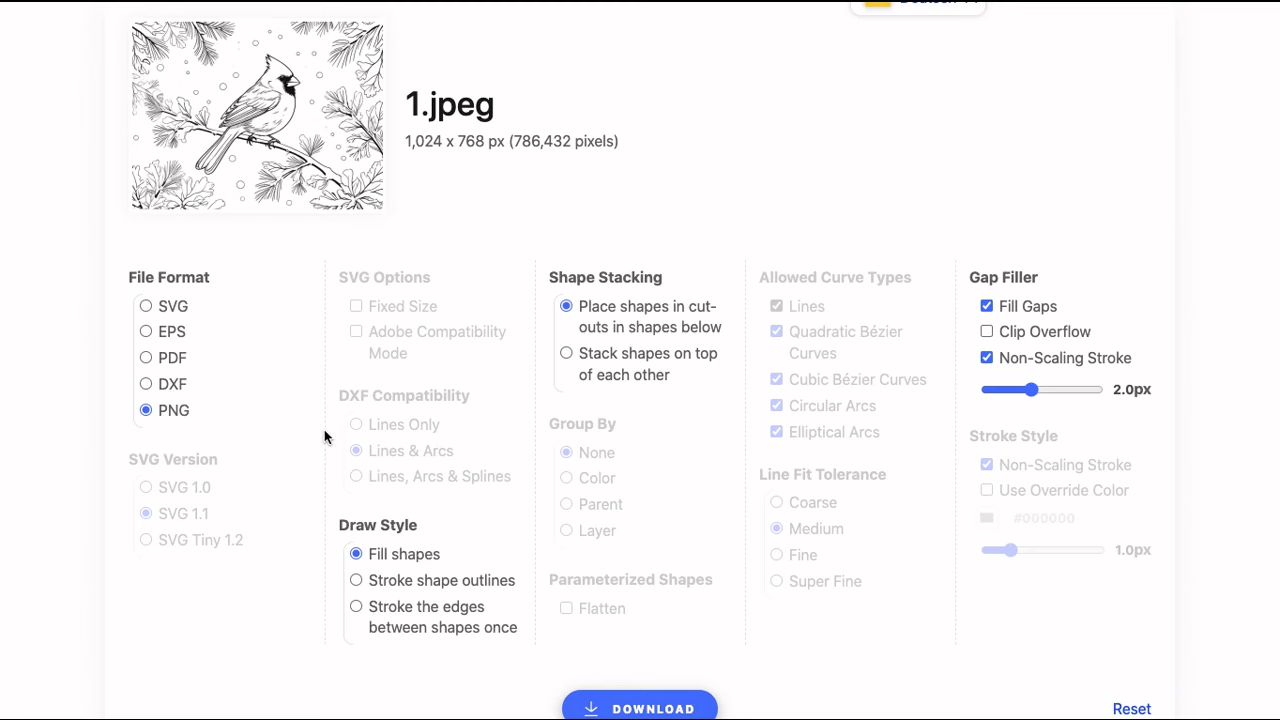 1.jpeg
1,024 x 768 px (786,432 pixels)
File Format
SVG
EPS
PDF
DXF
PNG
SVG Version
SVG 1.0
SVG 1.1
SVG Tiny 1.2
SVG Options
Fixed Size
Adobe Compatibility
Mode
DXF Compatibility
Lines Only
Lines & Arcs
Lines, Arcs & Splines
Draw Style
Fill shapes
Stroke shape outlines
Stroke the edges
between shapes once
Shape Stacking
Place shapes in cut-
outs in shapes below
Stack shapes on top
of each other
Group By
None
Color
Parent
Layer
Parameterized Shapes
Flatten
Allowed Curve Types
Lines
Quadratic Bézier
Curves
Cubic Bézier Curves
Circular Arcs
Elliptical Arcs
Line Fit Tolerance
Coarse
Medium
Fine
Super Fine
Gap Filler
Fill Gaps
Clip Overflow
Non-Scaling Stroke
2.0px
Stroke Style
Non-Scaling Stroke
Use Override Color
#000000
1.0px
DOWNLOAD
Reset